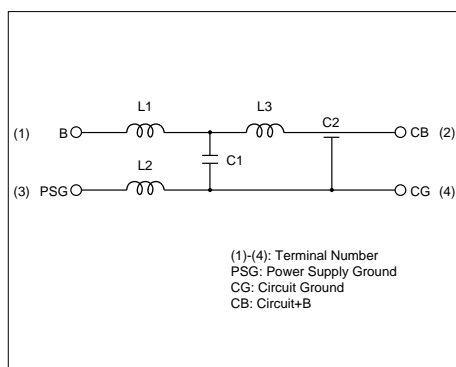 L1 L3
C2
(1) B CB (2)
C1
L2
(3) PSG CG (4)
(1)-(4): Terminal Number
PSG: Power Supply Ground
CG: Circuit Ground
CB: Circuit+B